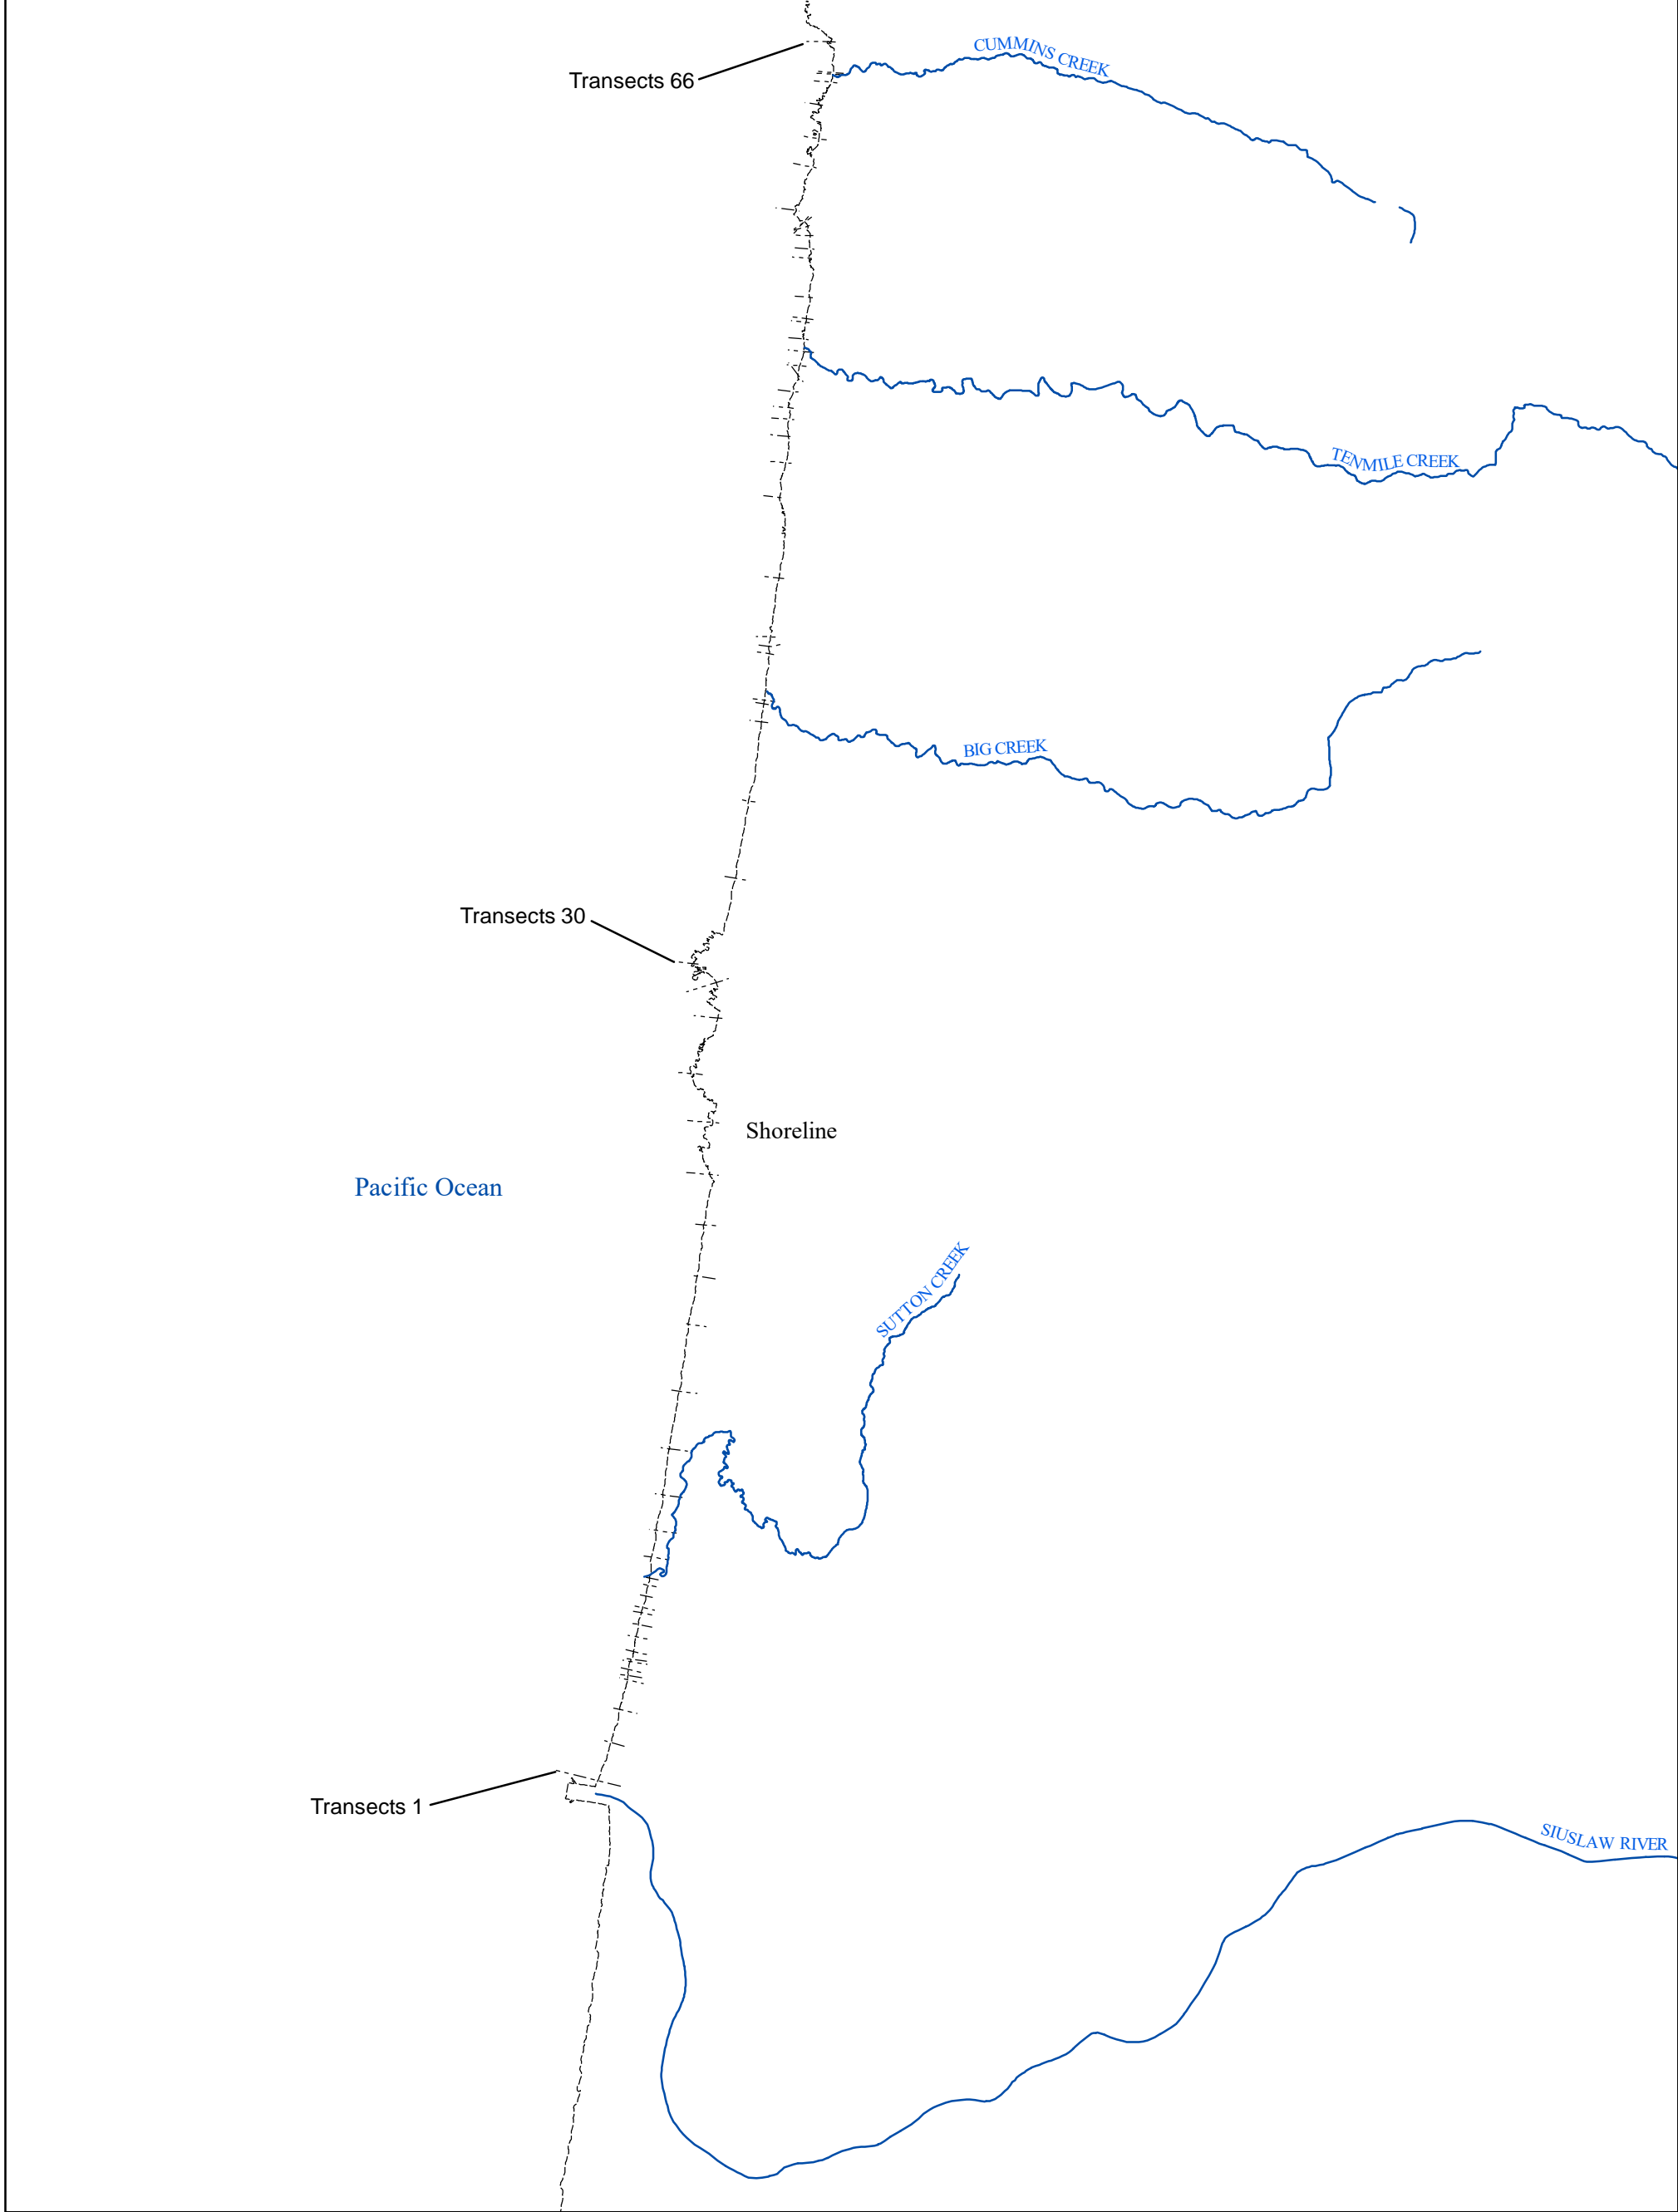 CUMMINS CREEK
Transects 66
TENMILE CREEK
BIG CREEK
Transects 30
Shoreline
Pacific Ocean
SUTTON CREEK
Transects 1
SIUSLAW RIVER